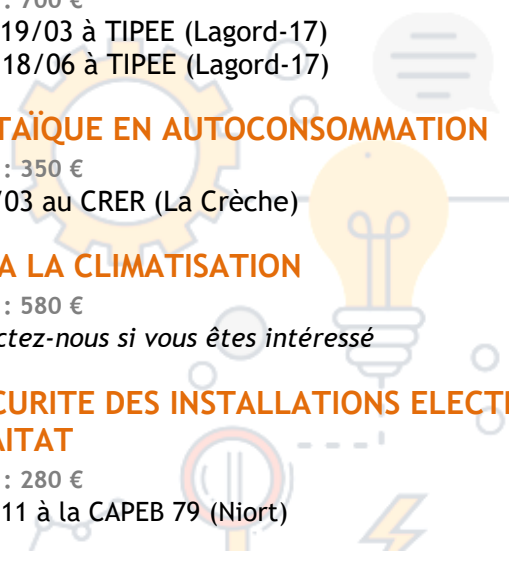 : 700 €
19/03 à TIPEE (Lagord-17)
18/06 à TIPEE (Lagord-17)
TAÏQUE EN AUTOCONSOMMATION
: 350 €
/03 au CRER (La Crèche)
A LA CLIMATISATION
: 580 €
ctez-nous si vous êtes intéressé
CURITE DES INSTALLATIONS ELECT
AITAT
: 280 €
11 à la CAPEB 79 (Niort)